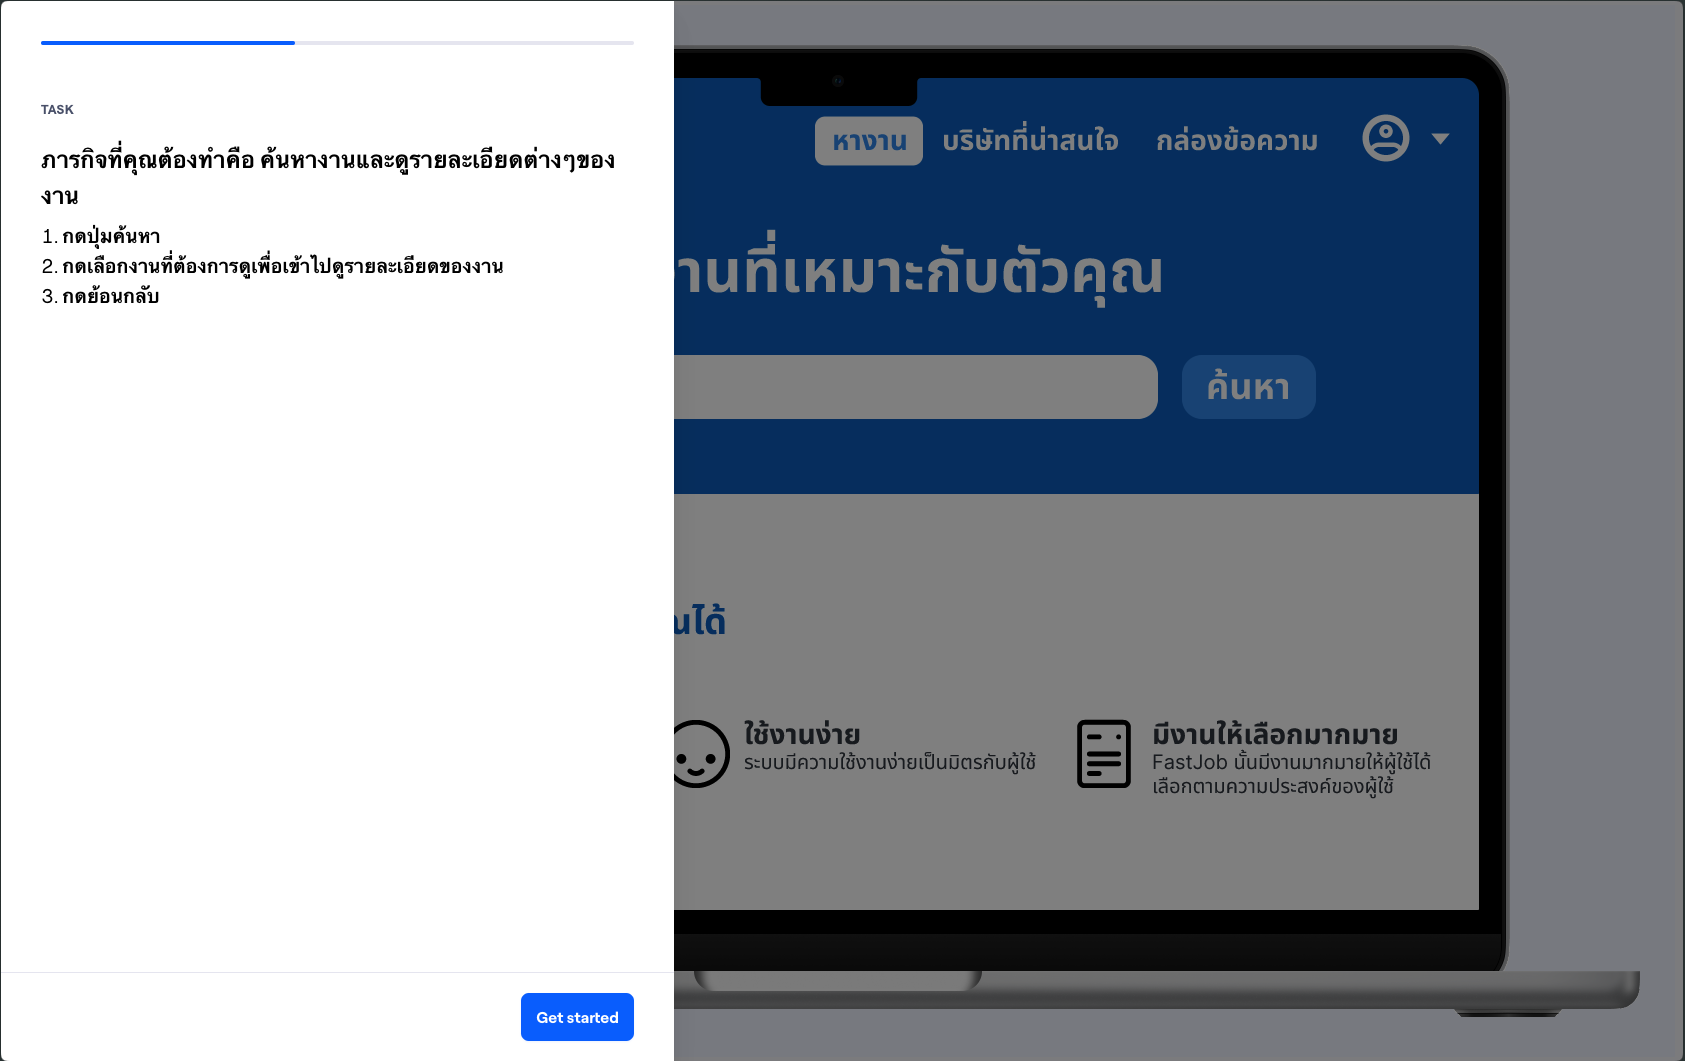 TASK
ภารกิจที่คุณต้องทำคือ ค้นหางานและดูรายละเอียดต่างๆของ
งาน
1. กดปุ่มค้นหา
2. กดเลือกงานที่ต้องการดูเพื่อเข้าไปดูรายละเอียดของงาน
3. กดย้อนกลับ
Get started
หางาน บริษัทที่น่าสนใจ กล่องข้อความ
านที่เหมาะกับตัวคุณ
ค้นหา
ณได้
ใช้งานง่าย
ระบบมีความใช้งานง่ายเป็นมิตรกับผู้ใช้
มีงานให้เลือกมากมาย
FastJob นั้นมีงานมากมายให้ผู้ใช้ได้
เลือกตามความประสงค์ของผู้ใช้